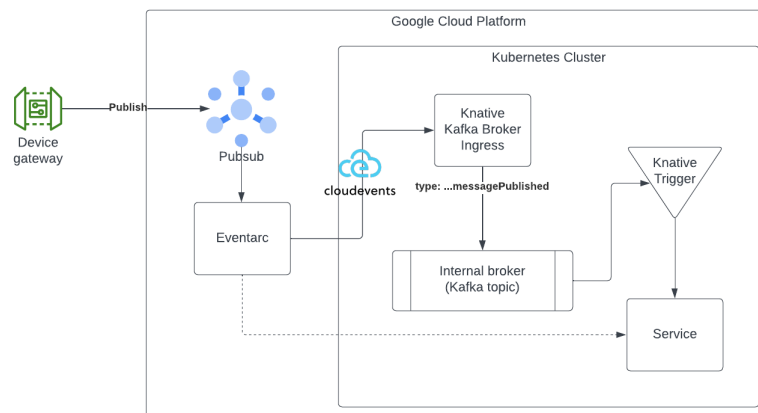 Google Cloud Platform
Kubernetes Cluster
Device
gateway
Publish
Pubsub
Eventarc
cloudevents
Knative
Kafka Broker
Ingress
type: ...messagePublished
Internal broker
(Kafka topic)
Knative
Trigger
Service